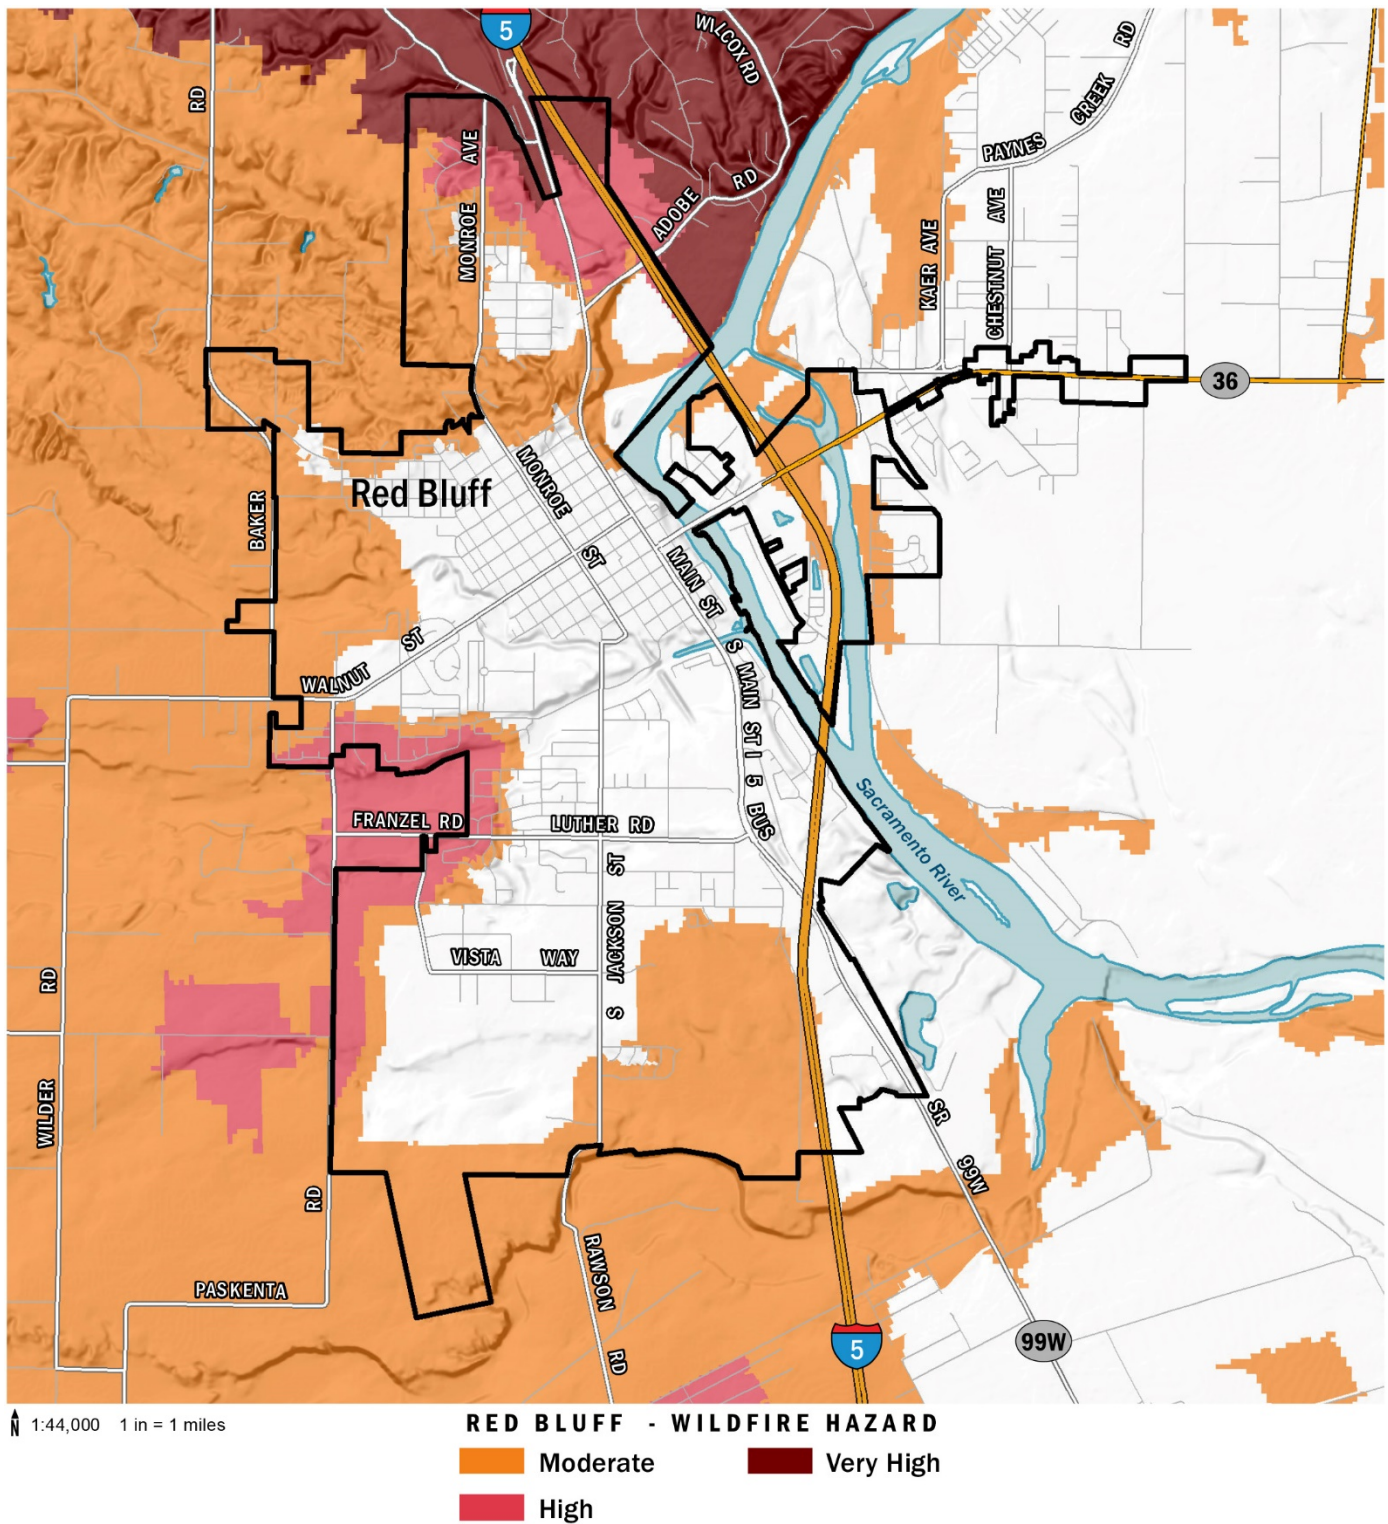 5
WILCOX RD
RD
RD
PAYNES CREEK
MONROE AVE
ADOBE RD
MONROE
KAER AVE
CHESTNUT AVE
36
Red Bluff
MONROE ST
BAKER
MAIN ST
WALNUT ST
S MAIN ST I 5 BUS
Sacramento River
FRANZEL RD
LUTHER RD
S JACKSON ST
VISTA WAY
RD
WILDER
SR 99W
RD
PASKENTA
RAWSON RD
5
99W
N
1:44,000 1 in = 1 miles
RED BLUFF - WILDFIRE HAZARD
Moderate
Very High
High